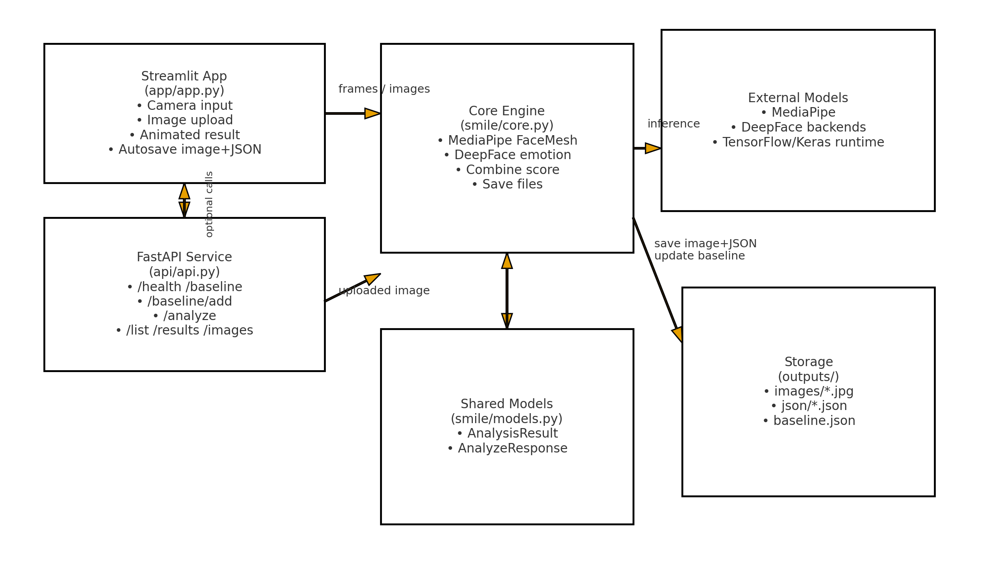 Streamlit App
(app/app.py)
• Camera input
• Image upload
• Animated result
• Autosave image+JSON
frames / images
Core Engine
(smile/core.py)
• MediaPipe FaceMesh
• DeepFace emotion
• Combine score
• Save files
inference
External Models
• MediaPipe
• DeepFace backends
• TensorFlow/Keras runtime
optional calls
FastAPI Service
(api/api.py)
• /health /baseline
• /baseline/add
• /analyze
• /list /results /images
uploaded image
save image+JSON
update baseline
Shared Models
(smile/models.py)
• AnalysisResult
• AnalyzeResponse
Storage
(outputs/)
• images/*.jpg
• json/*.json
• baseline.json